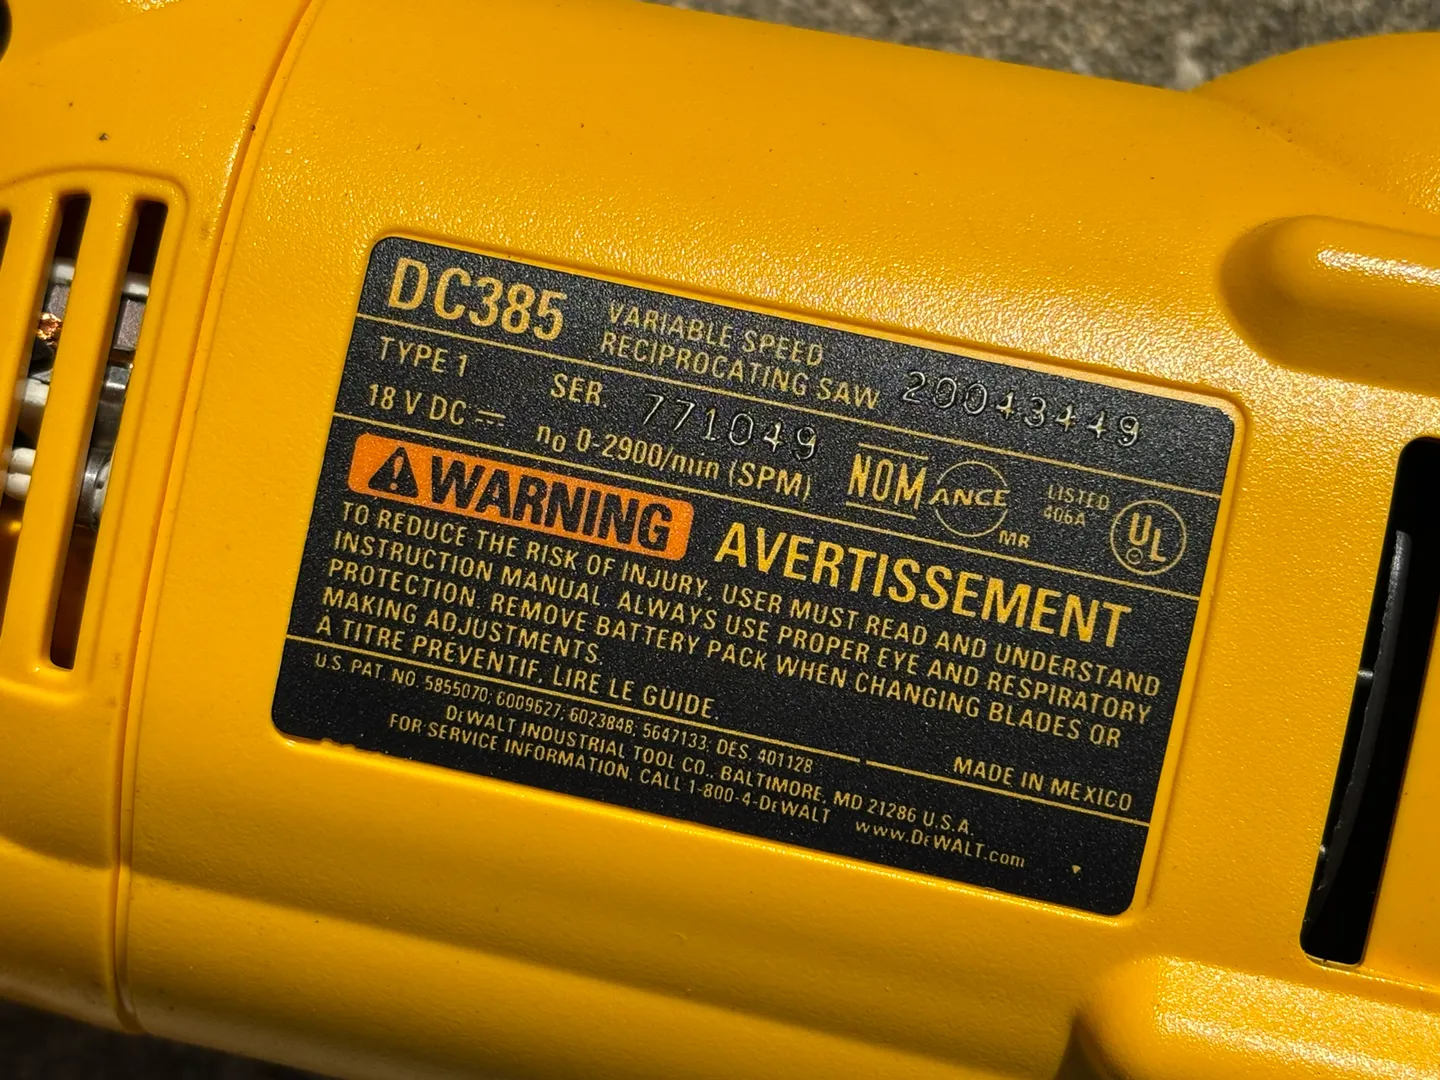 DC385 VARIABLE SPEED
RECIPROCATING SAW 20043449
TYPE 1 SER. 771049
18 V DC ⎓ no 0-2900/min (SPM)
NOM ANCE MR
LISTED
406A
UL
WARNING AVERTISSEMENT
TO REDUCE THE RISK OF INJURY, USER MUST READ AND UNDERSTAND
INSTRUCTION MANUAL. ALWAYS USE PROPER EYE AND RESPIRATORY
PROTECTION. REMOVE BATTERY PACK WHEN CHANGING BLADES OR
MAKING ADJUSTMENTS.
A TITRE PREVENTIF, LIRE LE GUIDE.
MADE IN MEXICO
U.S. PAT. NO. 5855070; 6009627; 6023848; 5647133; DES. 401128
DEWALT INDUSTRIAL TOOL CO., BALTIMORE, MD 21286 U.S.A.
FOR SERVICE INFORMATION, CALL 1-800-4-DEWALT www.DEWALT.com